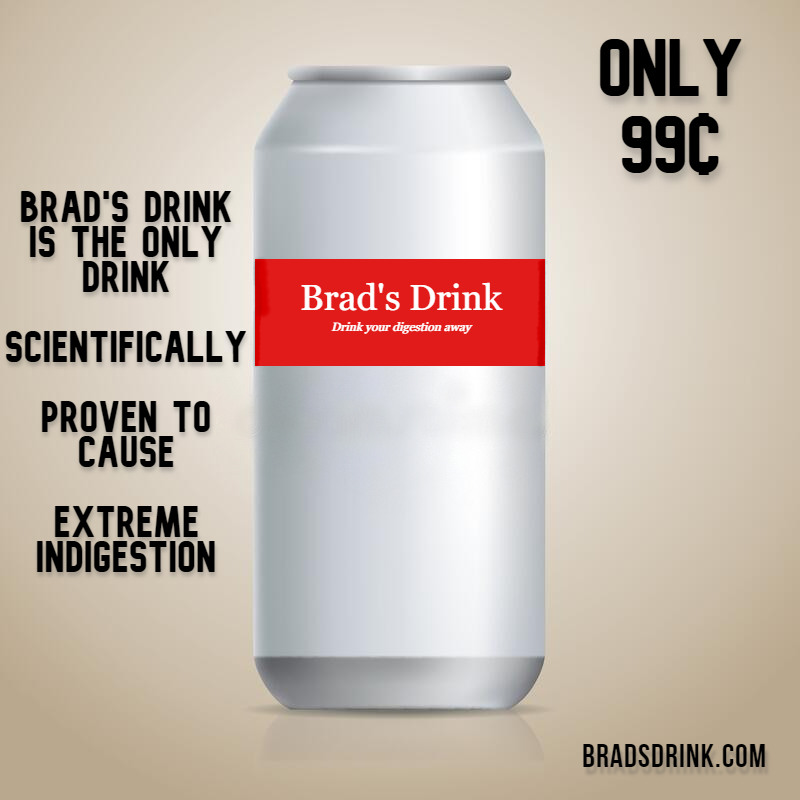 ONLY
99¢
BRAD'S DRINK
IS THE ONLY
DRINK
SCIENTIFICALLY
PROVEN TO
CAUSE
EXTREME
INDIGESTION
Brad's Drink
Drink your digestion away
BRADSDRINK.COM